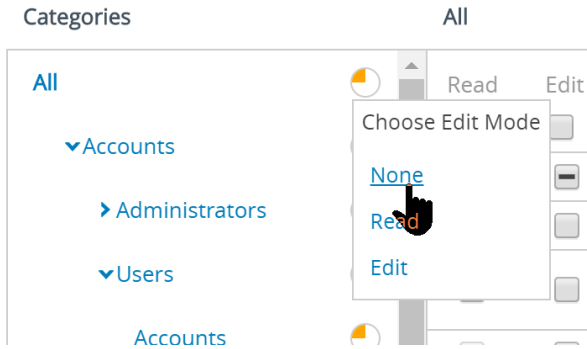 Categories
All
All
Read Edit
Choose Edit Mode
Accounts
None
Administrators
Read
Users
Edit
Accounts